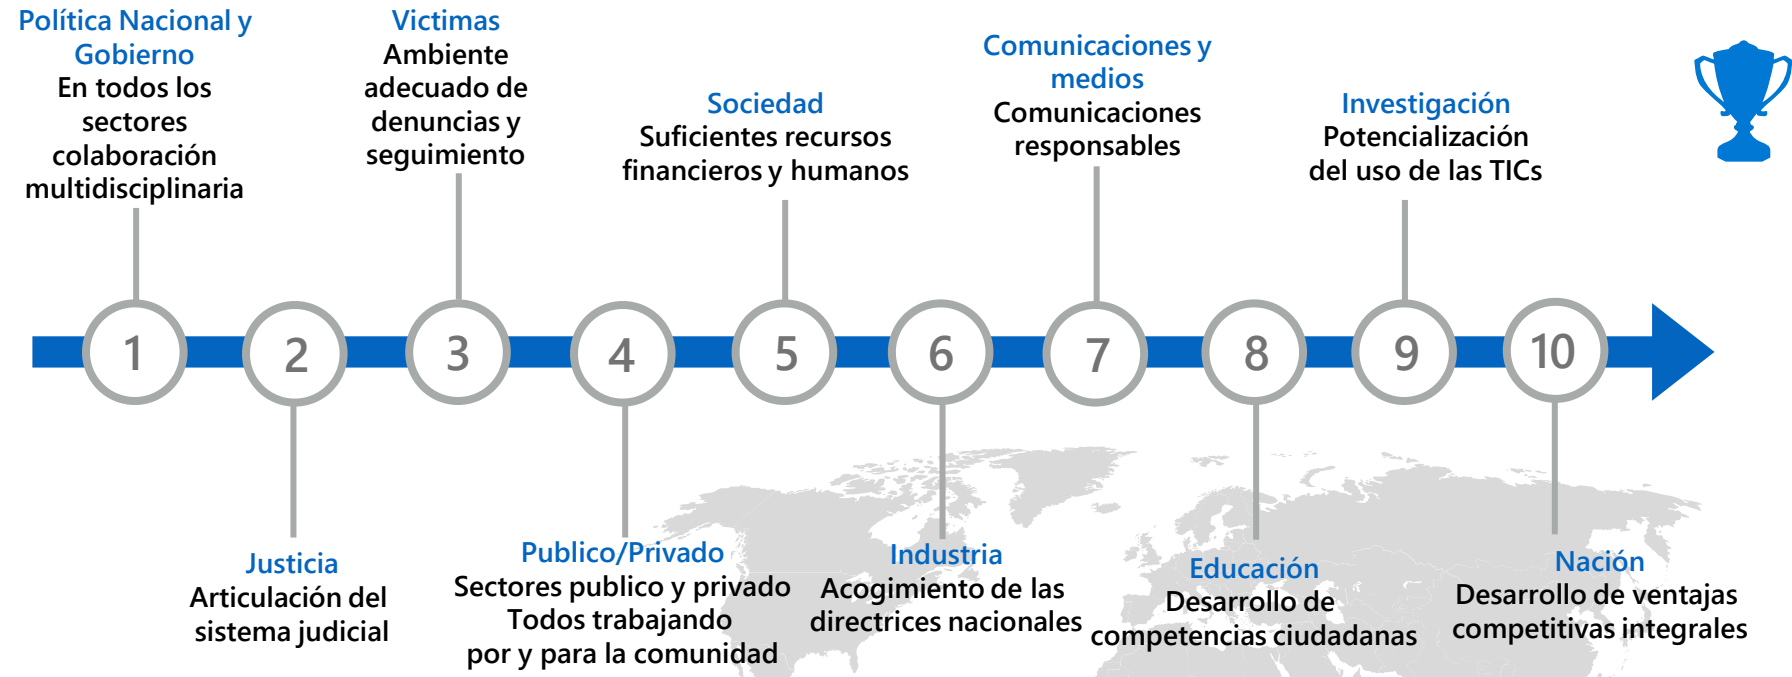 Política Nacional y
Gobierno
En todos los
sectores
colaboración
multidisciplinaria
Victimas
Ambiente
adecuado de
denuncias y
seguimiento
Sociedad
Suficientes recursos
financieros y humanos
Comunicaciones y
medios
Comunicaciones
responsables
Investigación
Potencialización
del uso de las TICs
1
2
3
4
5
6
7
8
9
10
Justicia
Articulación del
sistema judicial
Publico/Privado
Sectores publico y privado
Todos trabajando
por y para la comunidad
Industria
Acogimiento de las
directrices nacionales
Educación
Desarrollo de
competencias ciudadanas
Nación
Desarrollo de ventajas
competitivas integrales